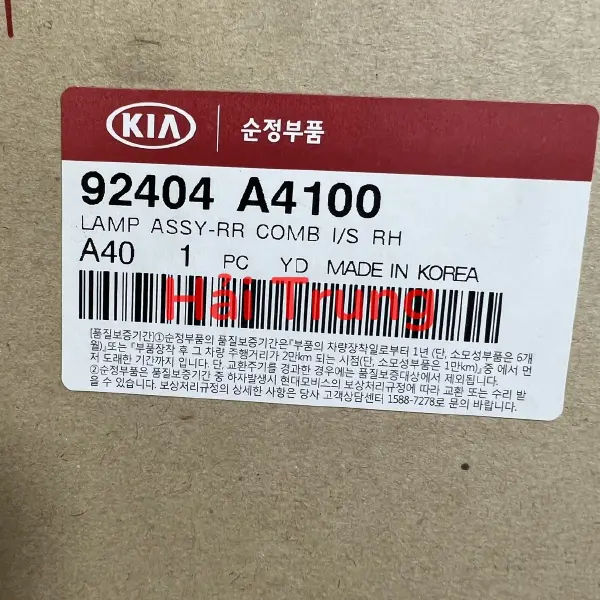 KIA 순정부품
92404 A4100
LAMP ASSY-RR COMB I/S RH
A40 1 PC YD MADE IN KOREA
Hải Trung
[품질보증기간]①순정부품의 품질보증기간은『부품의 차량장착일로부터 1년 (단, 소모성부품은 6개
월)』또는『부품장착 후 그 차량 주행거리가 2만km 되는 시점(단, 소모성부품은 1만km)』중 에서 먼
저 도래한 기간까지 입니다. 단, 교환주기를 경과한 경우에는 품질보증대상에서 제외됩니다.
②순정부품은 품질보증기간 중 하자발생시 현대모비스의 보상처리규정에 따라 교환 또는 수리 받
을 수 있습니다. 보상처리규정의 상세한 사항은 당사 고객상담센터 1588-7278로 문의 바랍니다.